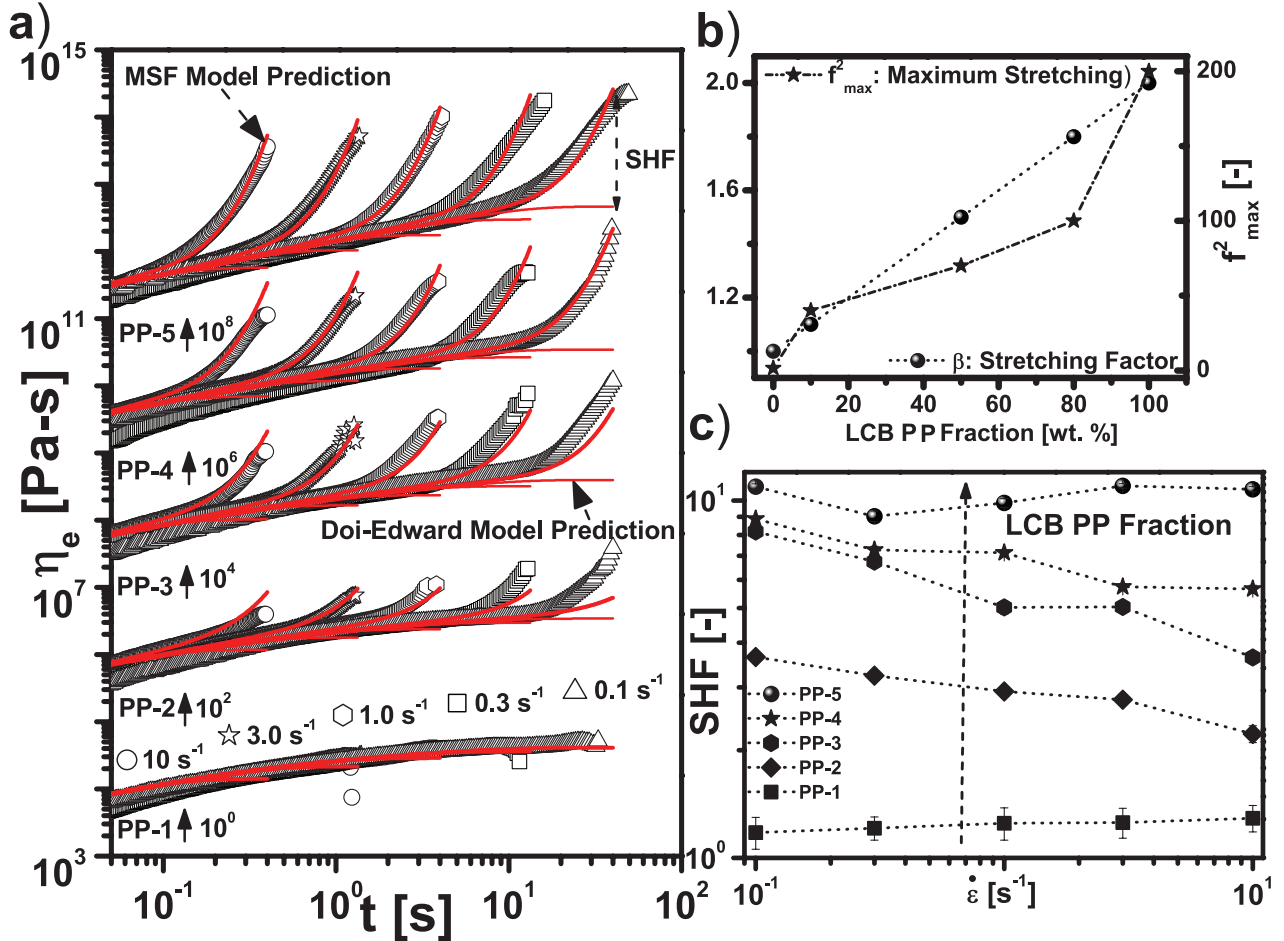 a)
10^15
10^11
10^7
10^3
η_e [Pa-s]
MSF Model Prediction
SHF
PP-5 ↑ 10^8
PP-4 ↑ 10^6
Doi-Edward Model Prediction
PP-3 ↑ 10^4
PP-2 ↑ 10^2
0.1 s^-1
0.3 s^-1
1.0 s^-1
3.0 s^-1
10 s^-1
PP-1 ↑ 10^0
10^-1 10^0 10^1 10^2
t [s]
b)
f^2_max: Maximum Stretching)
2.0
1.6
1.2
200
100
0
f^2_max [-]
β: Stretching Factor
0 20 40 60 80 100
LCB PP Fraction [wt. %]
c)
10^1
10^0
SHF [-]
LCB PP Fraction
PP-5
PP-4
PP-3
PP-2
PP-1
10^-1 10^0 10^1
ε̇ [s^-1]